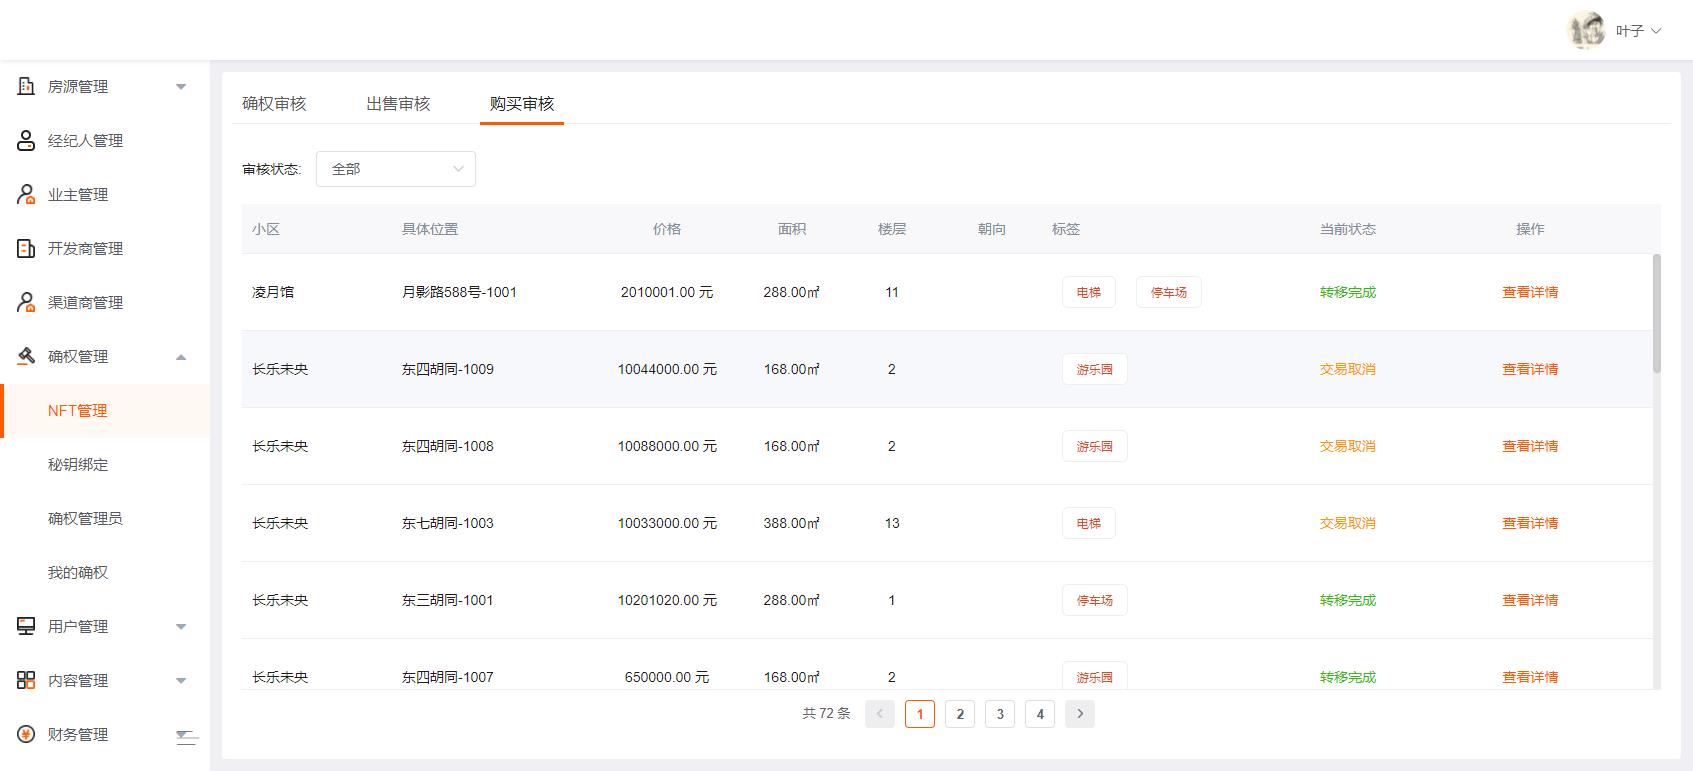 叶子
房源管理
经纪人管理
业主管理
开发商管理
渠道商管理
确权管理
NFT管理
秘钥绑定
确权管理员
我的确权
用户管理
内容管理
财务管理
确权审核 出售审核 购买审核
审核状态: 全部
小区 具体位置 价格 面积 楼层 朝向 标签 当前状态 操作
凌月馆 月影路588号-1001 2010001.00 元 288.00㎡ 11 电梯 停车场 转移完成 查看详情
长乐未央 东四胡同-1009 10044000.00 元 168.00㎡ 2 游乐园 交易取消 查看详情
长乐未央 东四胡同-1008 10088000.00 元 168.00㎡ 2 游乐园 交易取消 查看详情
长乐未央 东七胡同-1003 10033000.00 元 388.00㎡ 13 电梯 交易取消 查看详情
长乐未央 东三胡同-1001 10201020.00 元 288.00㎡ 1 停车场 转移完成 查看详情
长乐未央 东四胡同-1007 650000.00 元 168.00㎡ 2 游乐园 转移完成 查看详情
共 72 条 1 2 3 4